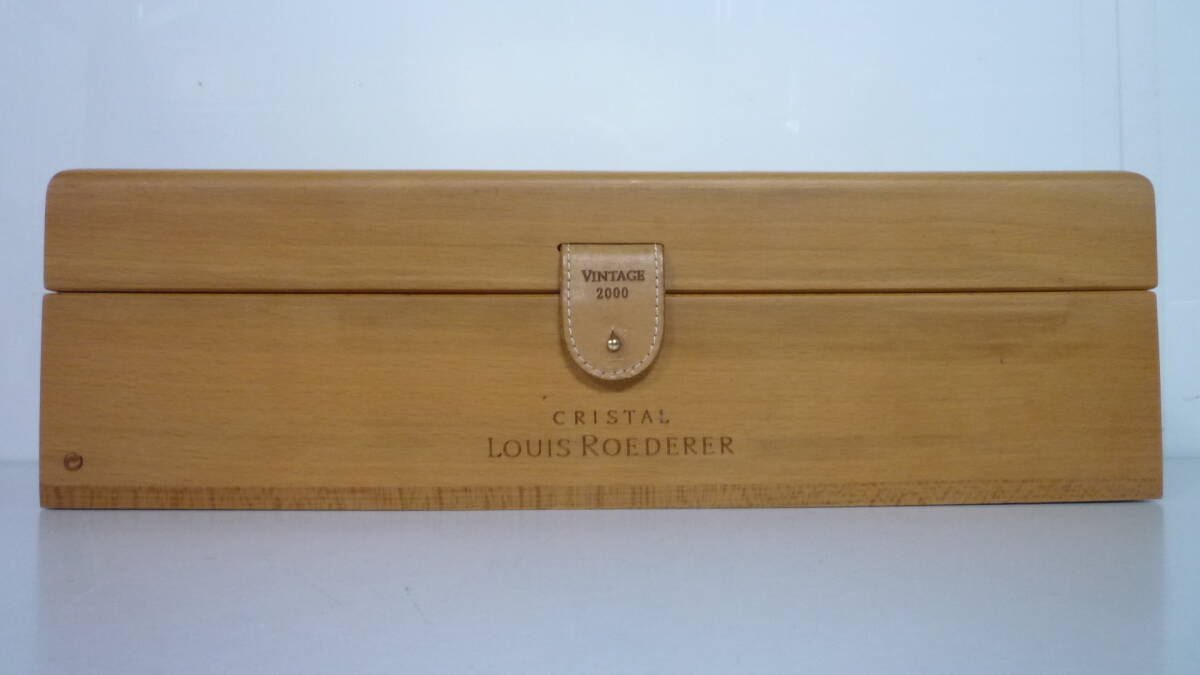 VINTAGE
2000
CRISTAL
LOUIS ROEDERER